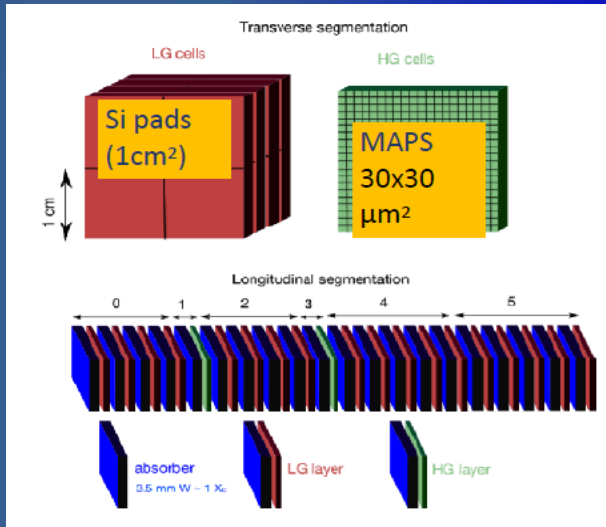 Transverse segmentation
LG cells
HG cells
Si pads
(1cm²)
MAPS
30x30
μm²
1 cm
Longitudinal segmentation
0 1 2 3 4 5
absorber
3.5 mm W ~ 1 X₀
LG layer
HG layer